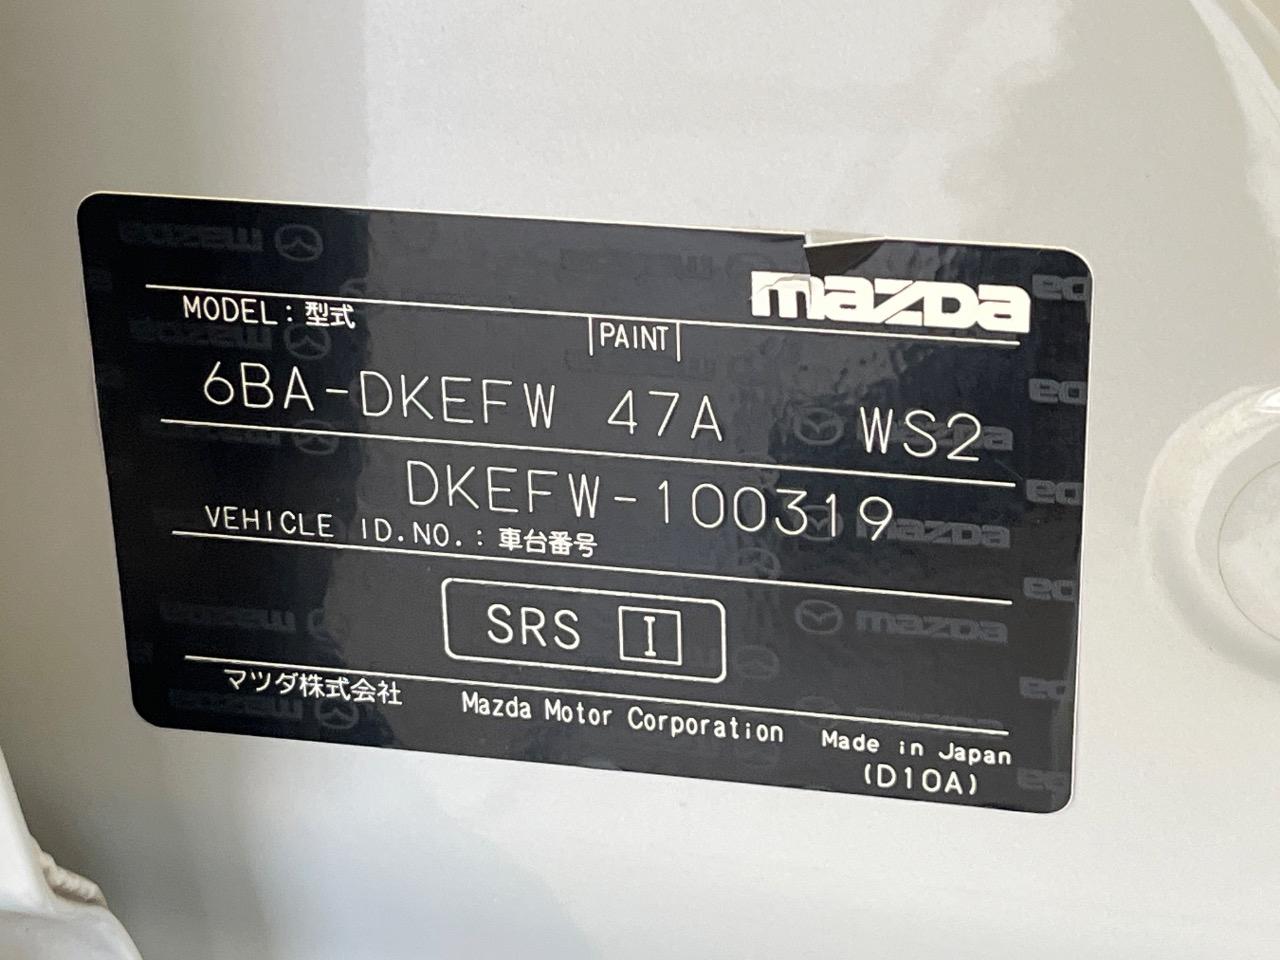 mazda
MODEL: 型式
PAINT
6BA-DKEFW 47A WS2
DKEFW-100319
VEHICLE ID.NO.: 車台番号
SRS I
マツダ株式会社 Mazda Motor Corporation Made in Japan
(D10A)